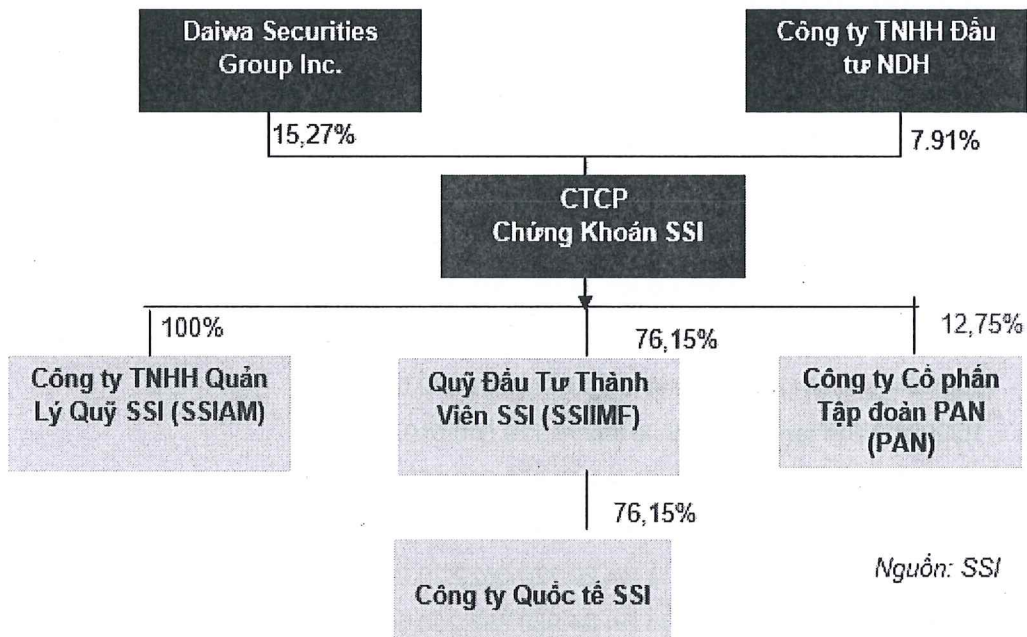 Daiwa Securities
Group Inc.
Công ty TNHH Đầu
tư NDH
15,27%
7.91%
CTCP
Chứng Khoán SSI
100%
76,15%
12,75%
Công ty TNHH Quản
Lý Quỹ SSI (SSIAM)
Quỹ Đầu Tư Thành
Viên SSI (SSIIMF)
Công ty Cổ phần
Tập đoàn PAN
(PAN)
76,15%
Công ty Quốc tế SSI
Nguồn: SSI